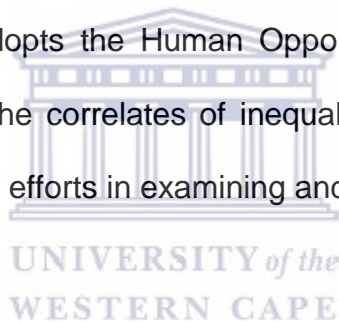 dopts the Human Oppo
he correlates of inequal
efforts in examining and
UNIVERSITY of the
WESTERN CAPE